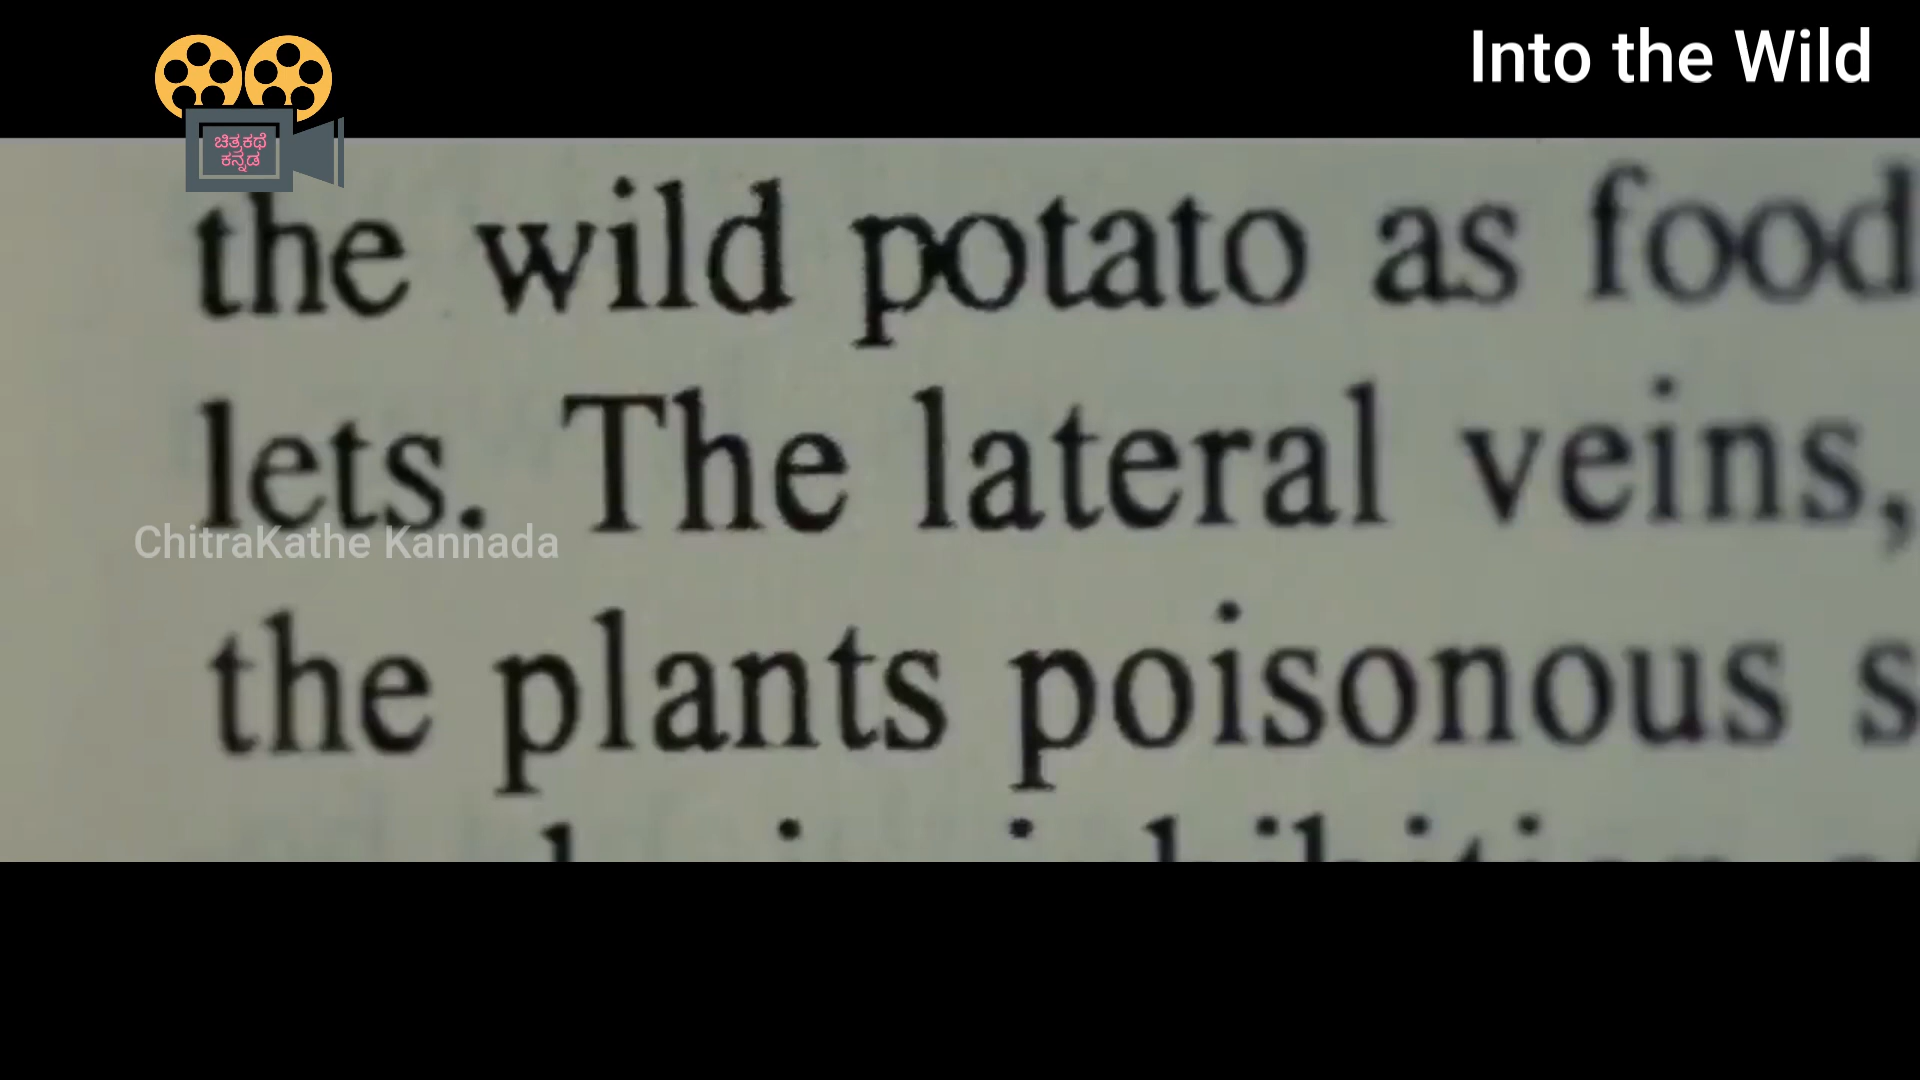 Into the Wild
ಚಿತ್ರಕಥೆ
ಕನ್ನಡ
the wild potato as food
lets. The lateral veins,
ChitraKathe Kannada
the plants poisonous s